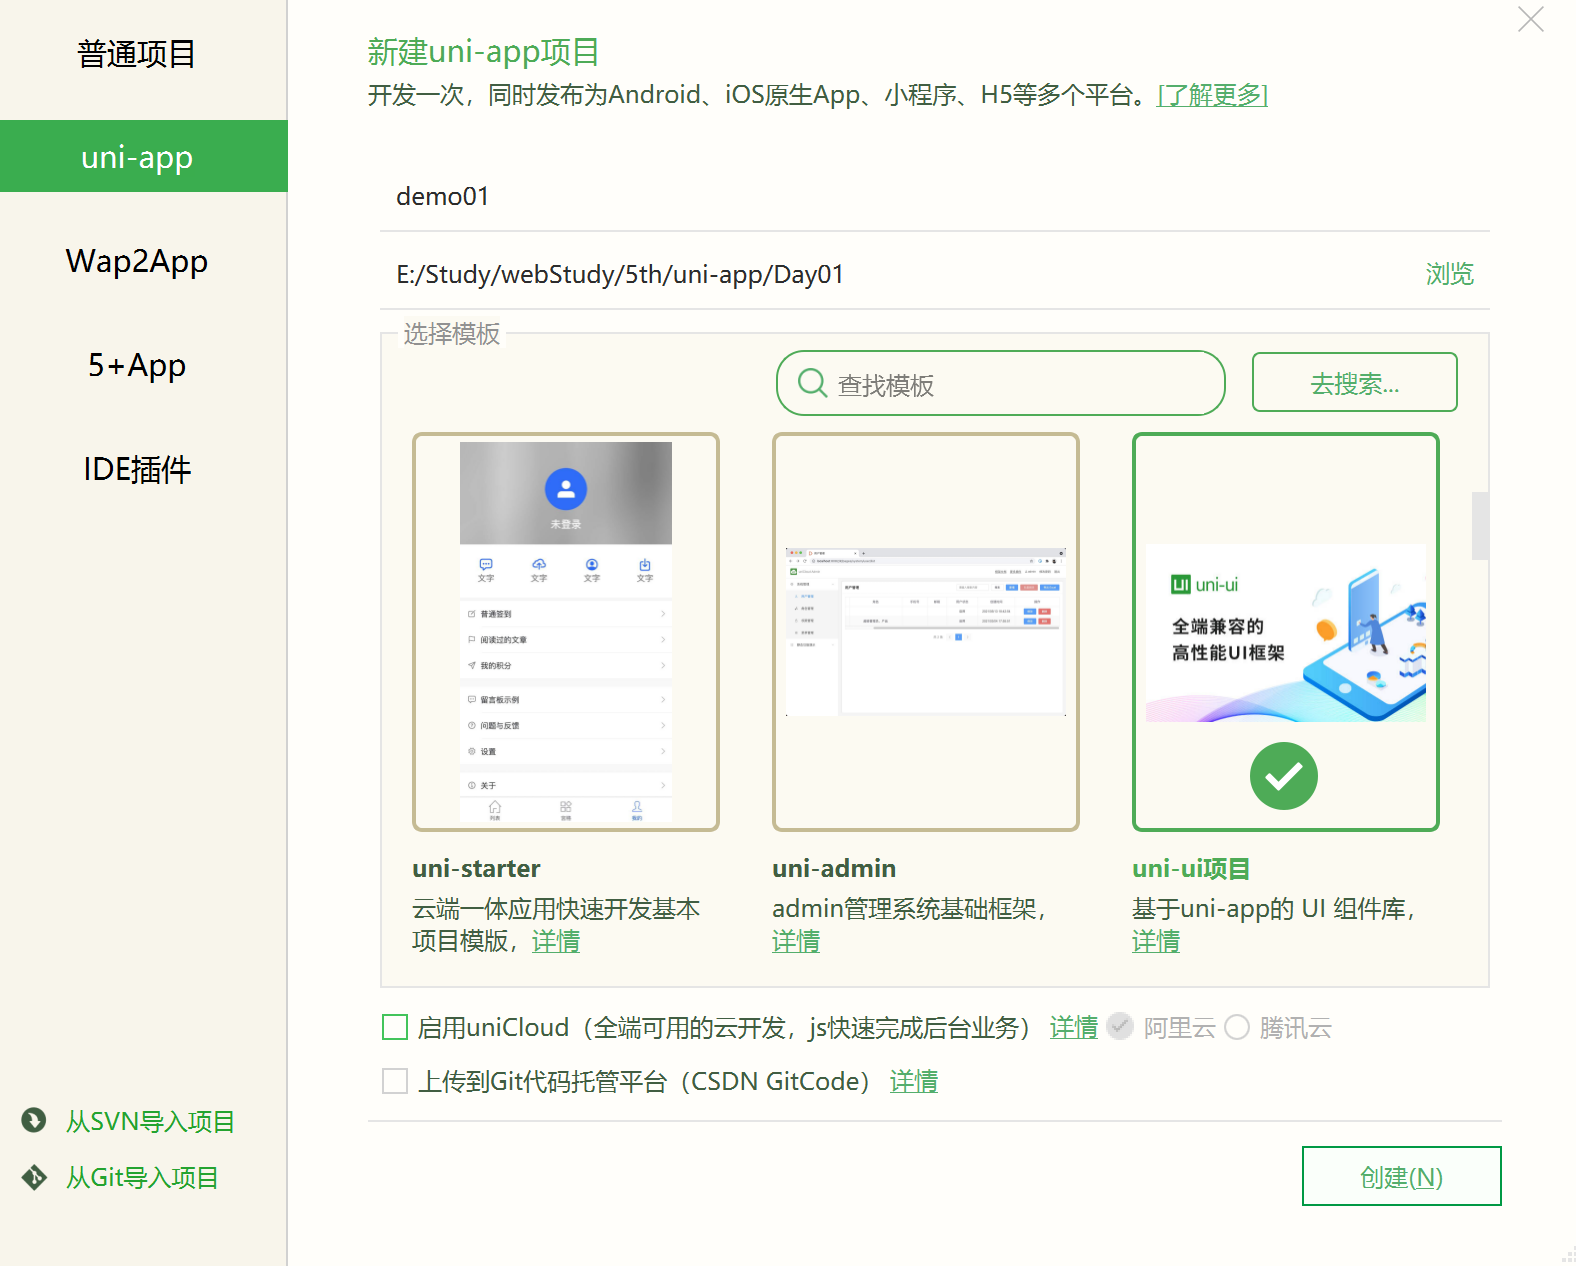 普通项目
uni-app
Wap2App
5+App
IDE插件
从SVN导入项目
从Git导入项目
新建uni-app项目
开发一次，同时发布为Android、iOS原生App、小程序、H5等多个平台。[了解更多]
demo01
E:/Study/webStudy/5th/uni-app/Day01
浏览
选择模板
查找模板
去搜索...
未登录
文字 文字 文字 文字
普通签到
阅读过的文章
我的积分
留言板示例
问题与反馈
设置
关于
列表 宫格 我的
uni-ui
全端兼容的
高性能UI框架
uni-starter
云端一体应用快速开发基本
项目模版，详情
uni-admin
admin管理系统基础框架，
详情
uni-ui项目
基于uni-app的 UI 组件库，
详情
启用uniCloud（全端可用的云开发，js快速完成后台业务） 详情 阿里云 腾讯云
上传到Git代码托管平台（CSDN GitCode） 详情
创建(N)